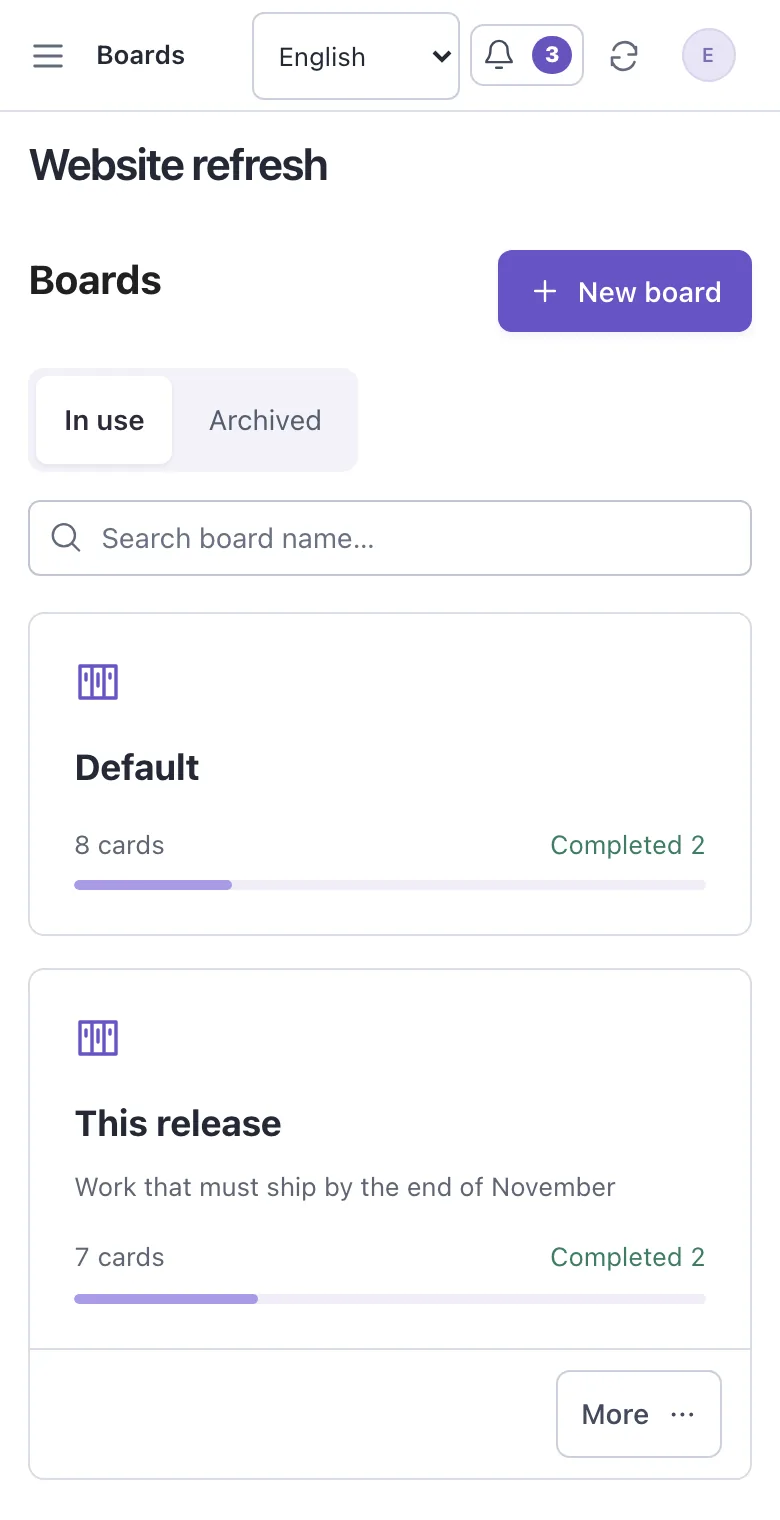 Boards
English
3
E
Website refresh
Boards
+ New board
In use
Archived
Search board name...
Default
8 cards
Completed 2
This release
Work that must ship by the end of November
7 cards
Completed 2
More ...